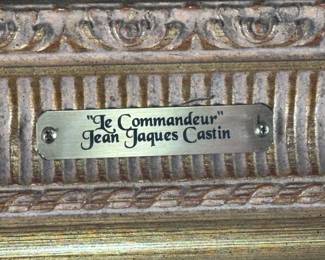 "Le Commandeur"
Jean Jaques Castin